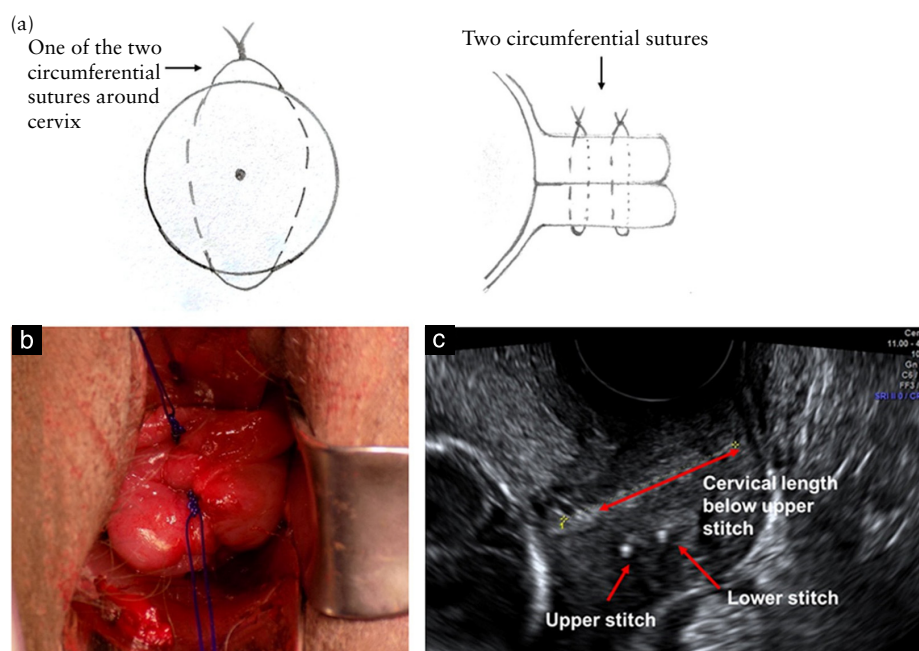 (a)
One of the two
circumferential
sutures around
cervix
Two circumferential sutures
b
c
Cervical length
below upper
stitch
Upper stitch
Lower stitch